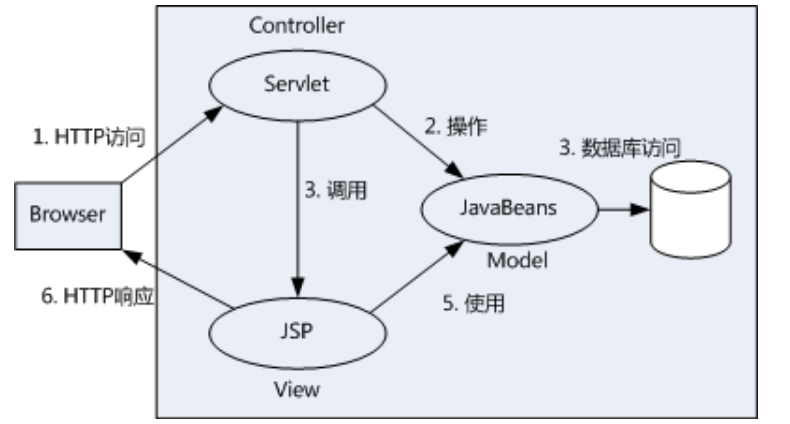 Controller
Servlet
1. HTTP访问
2. 操作
3. 数据库访问
3. 调用
Browser
JavaBeans
Model
6. HTTP响应
5. 使用
JSP
View